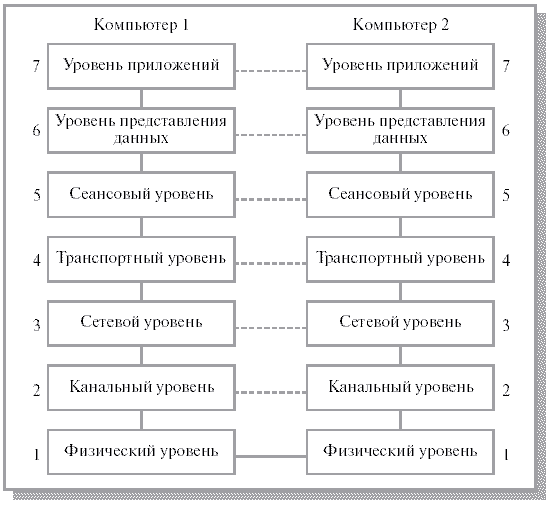 Компьютер 1 Компьютер 2
7 Уровень приложений Уровень приложений 7
6 Уровень представления данных Уровень представления данных 6
5 Сеансовый уровень Сеансовый уровень 5
4 Транспортный уровень Транспортный уровень 4
3 Сетевой уровень Сетевой уровень 3
2 Канальный уровень Канальный уровень 2
1 Физический уровень Физический уровень 1